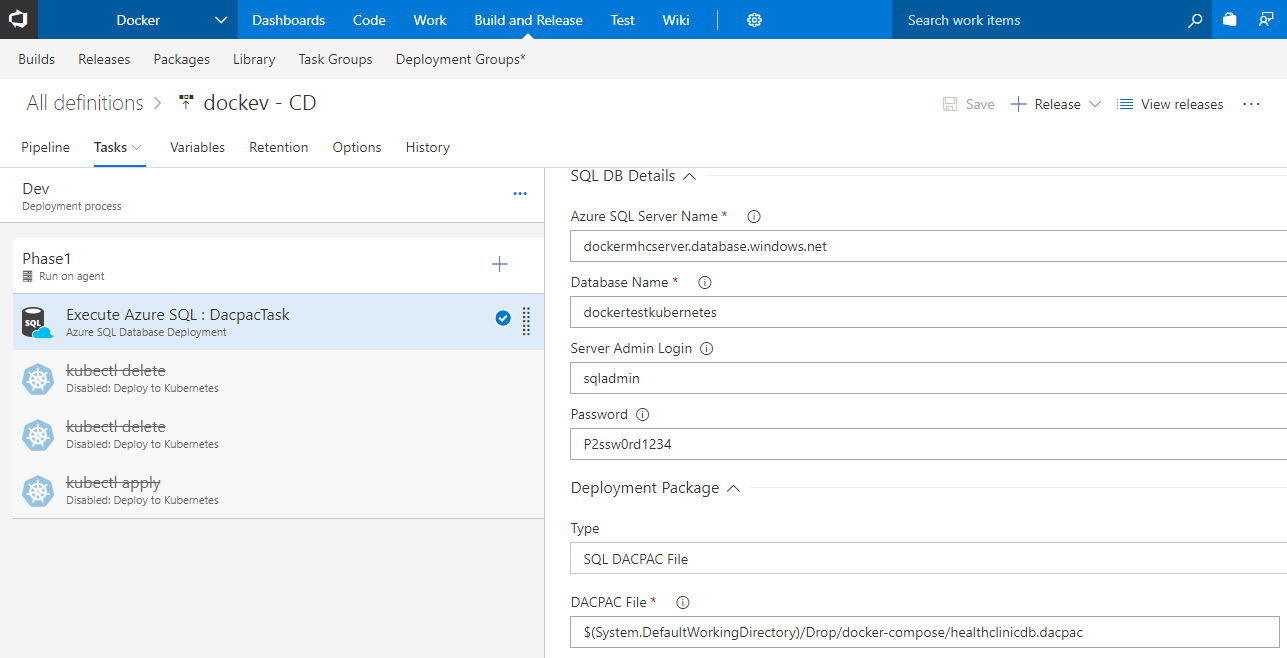 Docker Dashboards Code Work Build and Release Test Wiki Search work items
Builds Releases Packages Library Task Groups Deployment Groups*
All definitions > dockev - CD Save + Release View releases ...
Pipeline Tasks Variables Retention Options History
Dev
Deployment process
...
Phase1
Run on agent
SQL
Execute Azure SQL : DacpacTask
Azure SQL Database Deployment
kubectl delete
Disabled: Deploy to Kubernetes
kubectl delete
Disabled: Deploy to Kubernetes
kubectl apply
Disabled: Deploy to Kubernetes
SQL DB Details
Azure SQL Server Name *
dockermhcserver.database.windows.net
Database Name *
dockertestkubernetes
Server Admin Login
sqladmin
Password
P2ssw0rd1234
Deployment Package
Type
SQL DACPAC File
DACPAC File *
$(System.DefaultWorkingDirectory)/Drop/docker-compose/healthclinicdb.dacpac